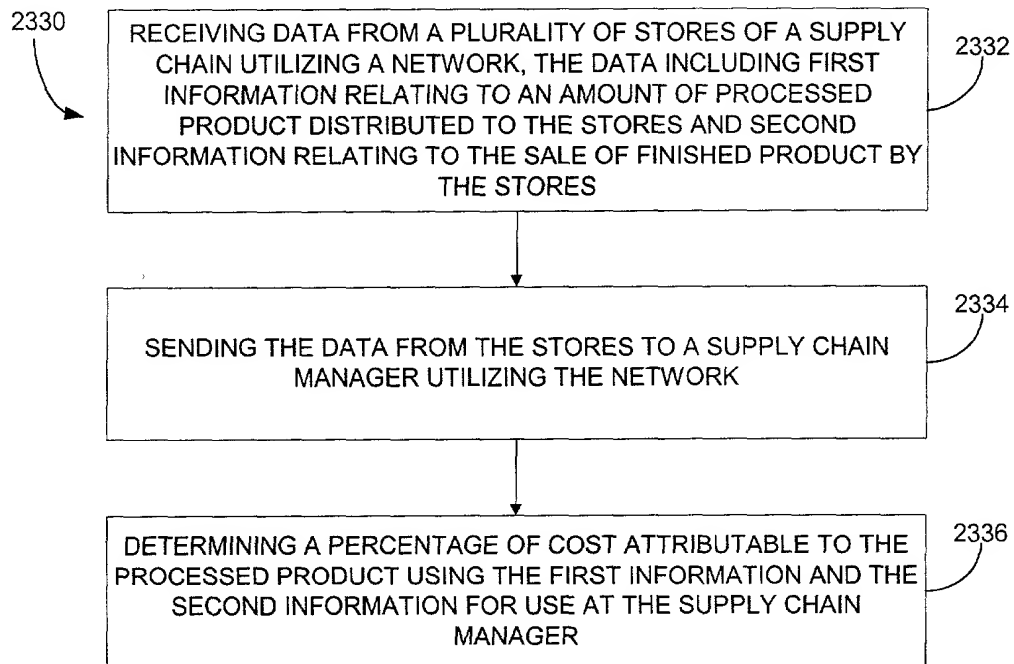 2330
RECEIVING DATA FROM A PLURALITY OF STORES OF A SUPPLY
CHAIN UTILIZING A NETWORK, THE DATA INCLUDING FIRST
INFORMATION RELATING TO AN AMOUNT OF PROCESSED
PRODUCT DISTRIBUTED TO THE STORES AND SECOND
INFORMATION RELATING TO THE SALE OF FINISHED PRODUCT BY
THE STORES
2332
SENDING THE DATA FROM THE STORES TO A SUPPLY CHAIN
MANAGER UTILIZING THE NETWORK
2334
DETERMINING A PERCENTAGE OF COST ATTRIBUTABLE TO THE
PROCESSED PRODUCT USING THE FIRST INFORMATION AND THE
SECOND INFORMATION FOR USE AT THE SUPPLY CHAIN
MANAGER
2336